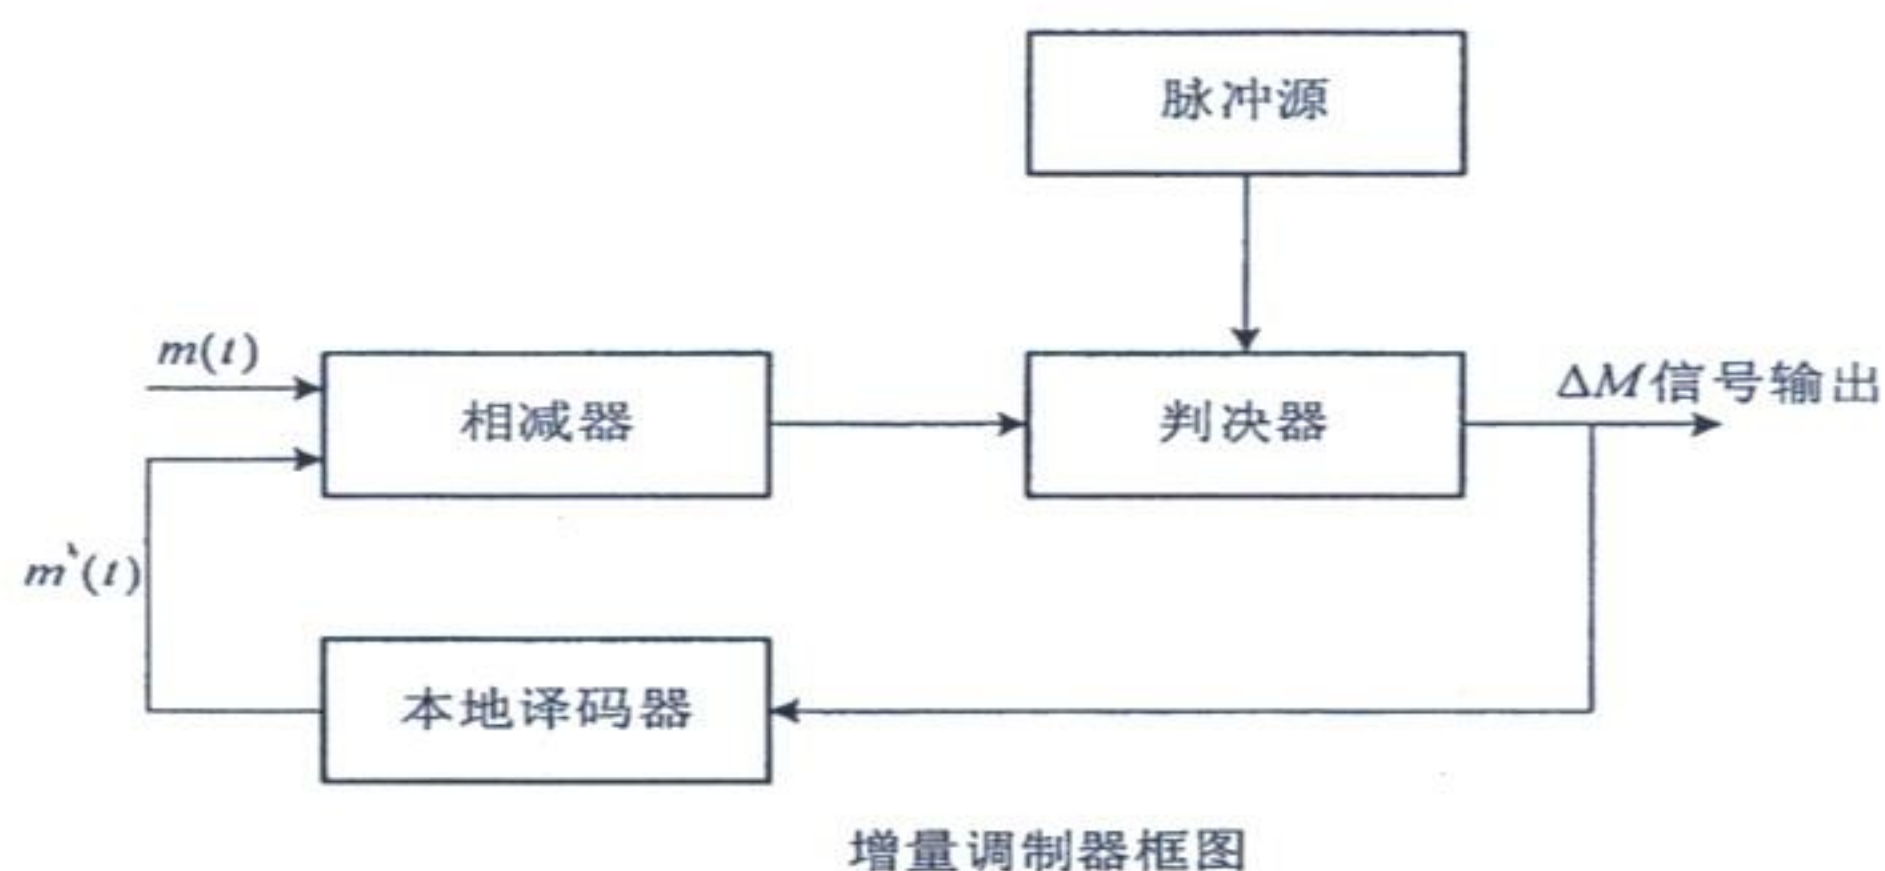 脉冲源
m(t)
相减器
判决器
ΔM信号输出
m`(t)
本地译码器
增量调制器框图